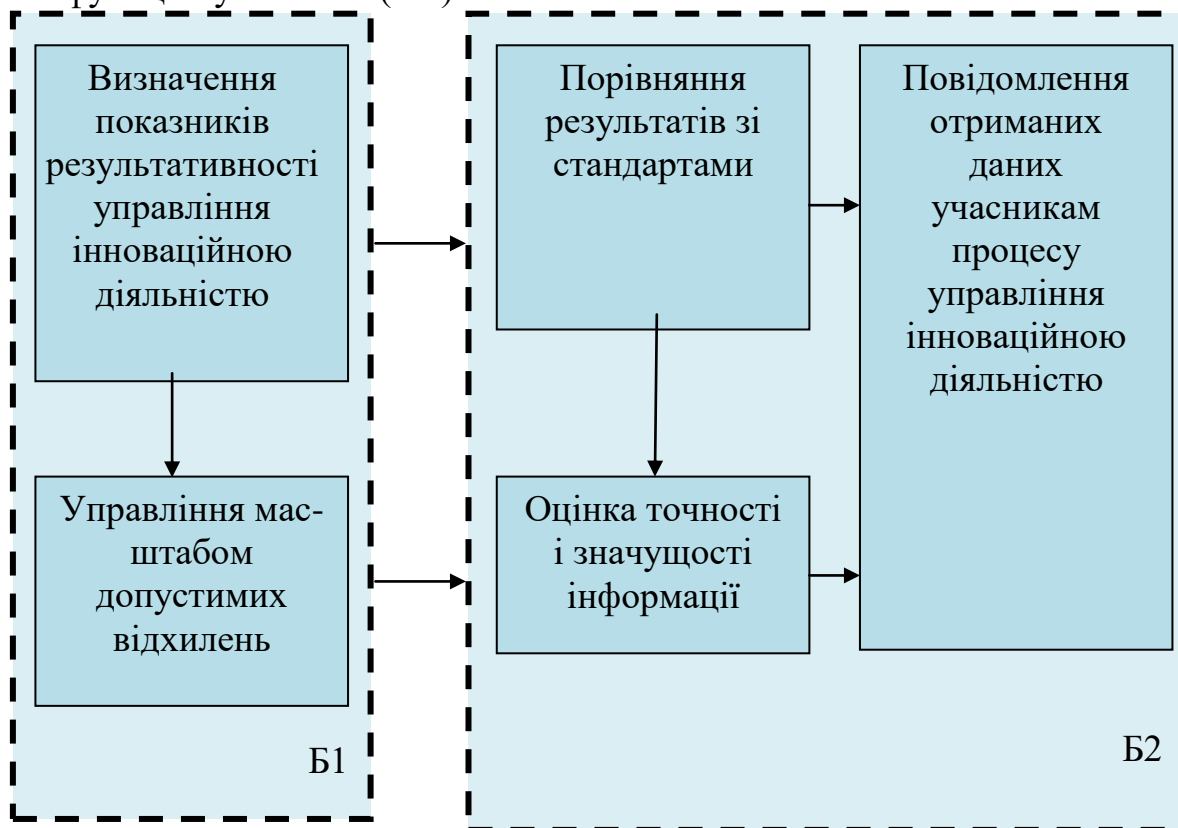 Визначення
показників
результативності
управління
інноваційною
діяльністю
Управління мас-
штабом
допустимих
відхилень
Б1
Порівняння
результатів зі
стандартами
Оцінка точності
і значущості
інформації
Повідомлення
отриманих
даних
учасникам
процесу
управління
інноваційною
діяльністю
Б2